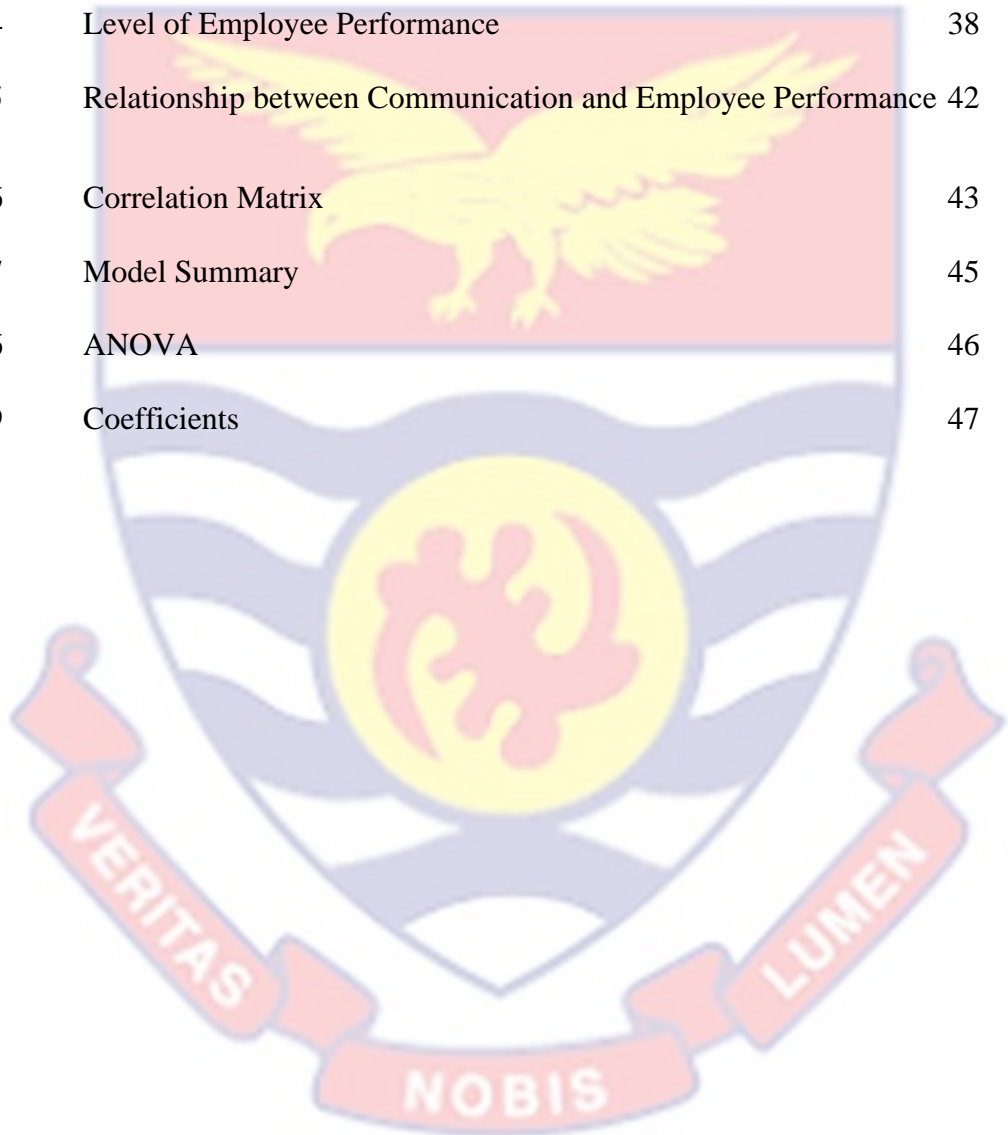 Level of Employee Performance 38
Relationship between Communication and Employee Performance 42
Correlation Matrix 43
Model Summary 45
ANOVA 46
Coefficients 47
VERITAS
NOBIS
LUMEN